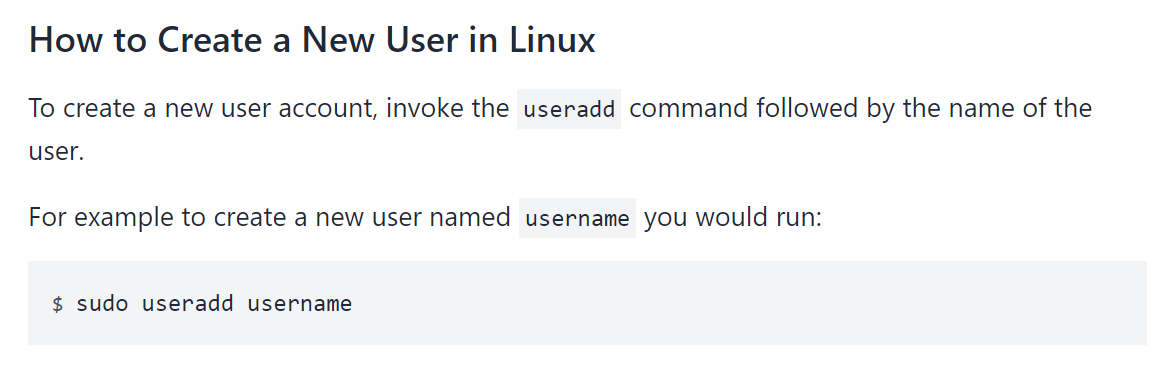 How to Create a New User in Linux
To create a new user account, invoke the useradd command followed by the name of the
user.
For example to create a new user named username you would run:
$ sudo useradd username